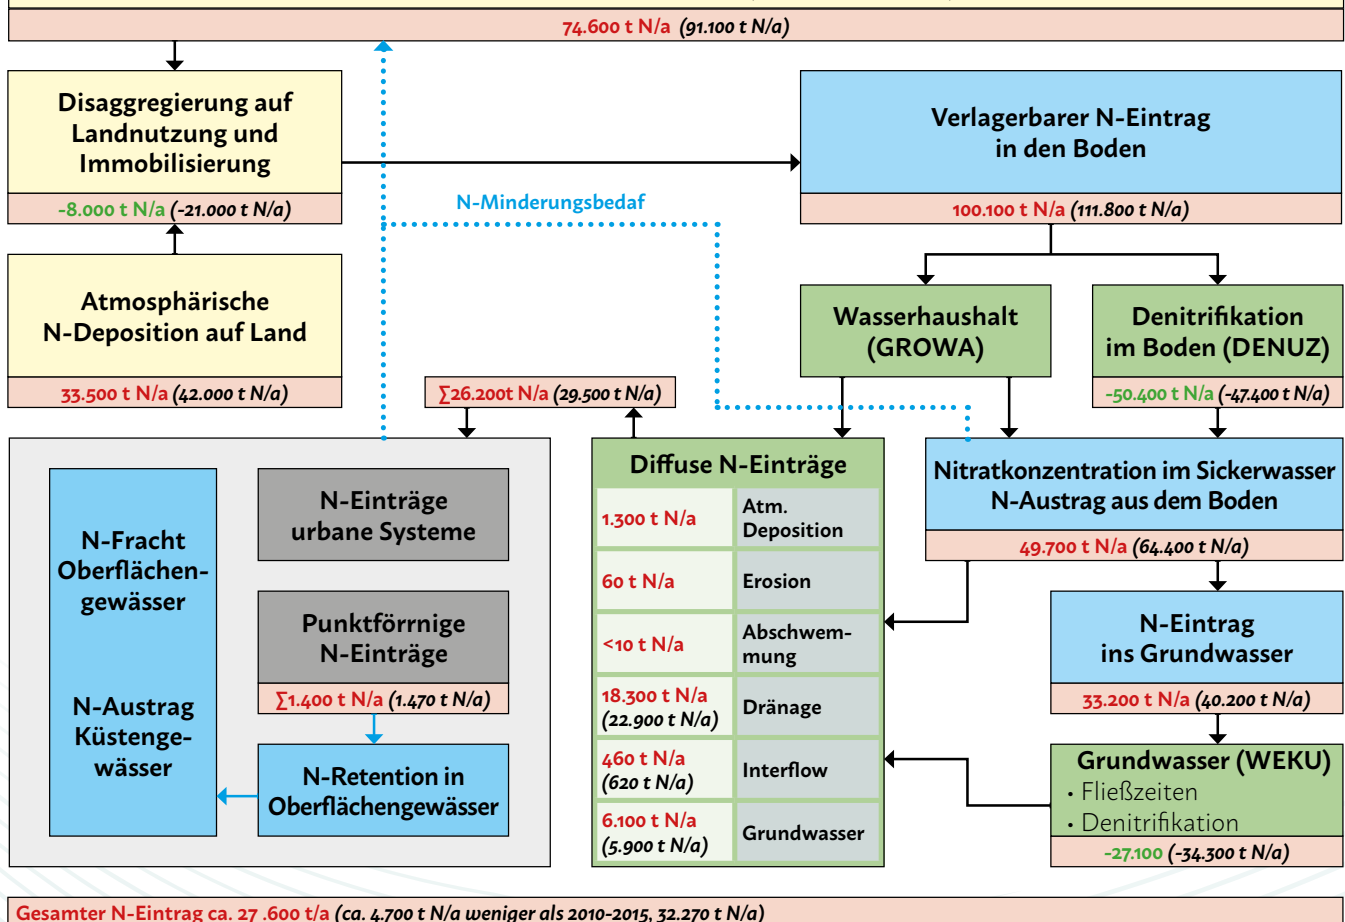 74.600 t N/a (91.100 t N/a)
Disaggregierung auf
Landnutzung und
Immobilisierung
-8.000 t N/a (-21.000 t N/a)
Verlagerbarer N-Eintrag
in den Boden
100.100 t N/a (111.800 t N/a)
N-Minderungsbedaf
Atmosphärische
N-Deposition auf Land
33.500 t N/a (42.000 t N/a)
Wasserhaushalt
(GROWA)
Denitrifikation
im Boden (DENUZ)
-50.400 t N/a (-47.400 t N/a)
∑26.200t N/a (29.500 t N/a)
N-Fracht
Oberflächen-
gewässer
N-Austrag
Küstenge-
wässer
N-Einträge
urbane Systeme
Punktförrnige
N-Einträge
∑1.400 t N/a (1.470 t N/a)
N-Retention in
Oberflächengewässer
Diffuse N-Einträge
1.300 t N/a
Atm.
Deposition
60 t N/a
Erosion
<10 t N/a
Abschwem-
mung
18.300 t N/a
(22.900 t N/a)
Dränage
460 t N/a
(620 t N/a)
Interflow
6.100 t N/a
(5.900 t N/a)
Grundwasser
Nitratkonzentration im Sickerwasser
N-Austrag aus dem Boden
49.700 t N/a (64.400 t N/a)
N-Eintrag
ins Grundwasser
33.200 t N/a (40.200 t N/a)
Grundwasser (WEKU)
• Fließzeiten
• Denitrifikation
-27.100 (-34.300 t N/a)
Gesamter N-Eintrag ca. 27 .600 t/a (ca. 4.700 t N/a weniger als 2010-2015, 32.270 t N/a)